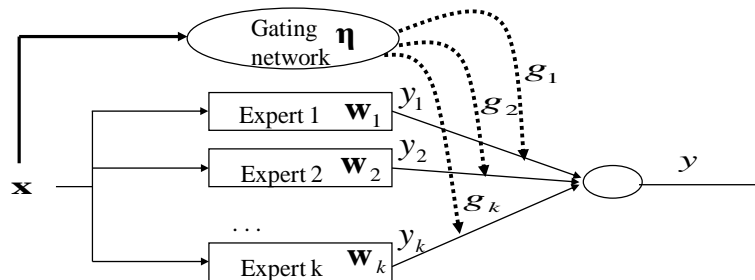 Gating
network η
g₁
Expert 1 w₁ y₁
g₂
Expert 2 w₂ y₂
x
y
gₖ
...
Expert k wₖ yₖ